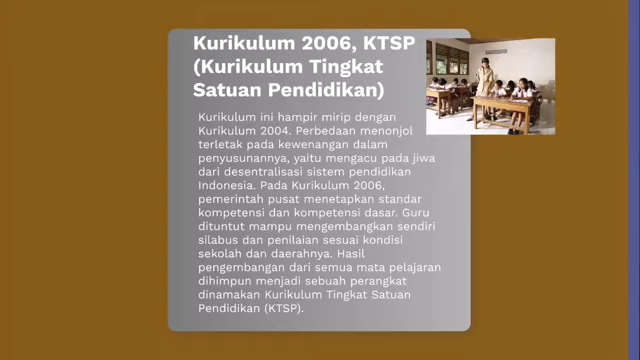 Kurikulum 2006, KTSP
(Kurikulum Tingkat
Satuan Pendidikan)
Kurikulum ini hampir mirip dengan
Kurikulum 2004. Perbedaan menonjol
terletak pada kewenangan dalam
penyusunannya, yaitu mengacu pada jiwa
dari desentralisasi sistem pendidikan
Indonesia. Pada Kurikulum 2006,
pemerintah pusat menetapkan standar
kompetensi dan kompetensi dasar. Guru
dituntut mampu mengembangkan sendiri
silabus dan penilaian sesuai kondisi
sekolah dan daerahnya. Hasil
pengembangan dari semua mata pelajaran
dihimpun menjadi sebuah perangkat
dinamakan Kurikulum Tingkat Satuan
Pendidikan (KTSP).